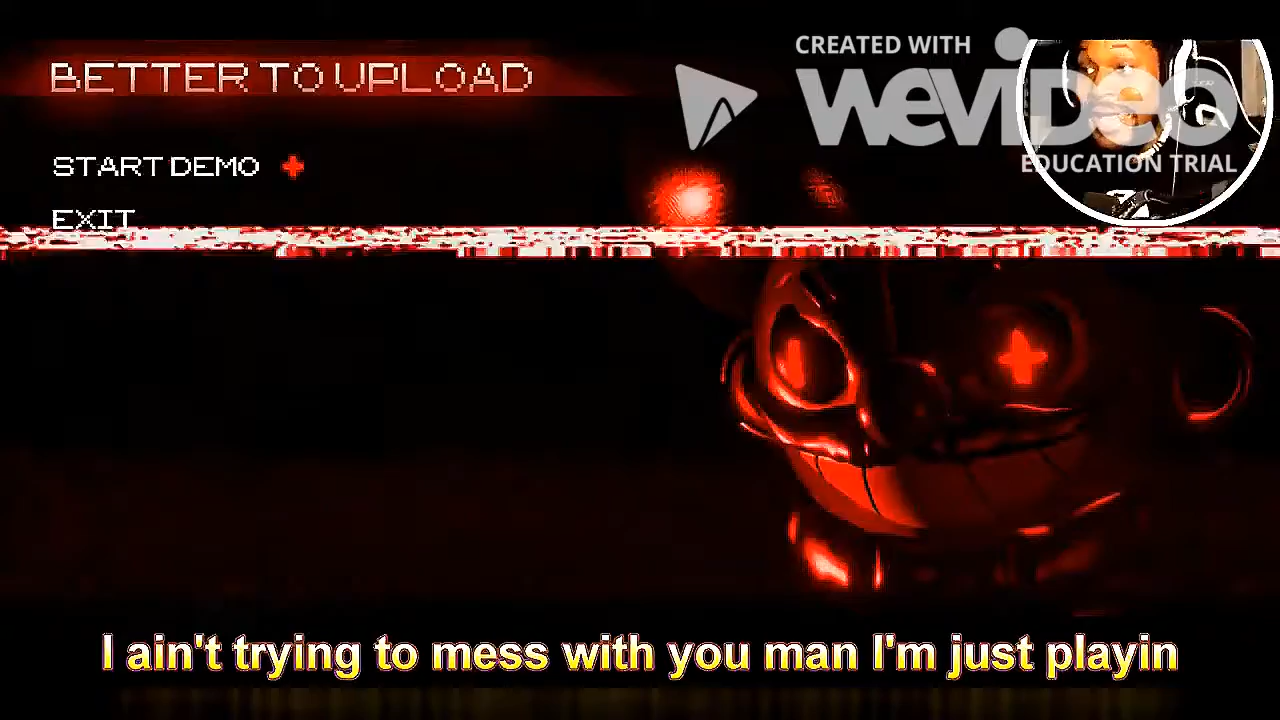 BETTER TO UPLOAD
CREATED WITH
WEVIDEO
EDUCATION TRIAL
START DEMO
EXIT
I ain't trying to mess with you man I'm just playin